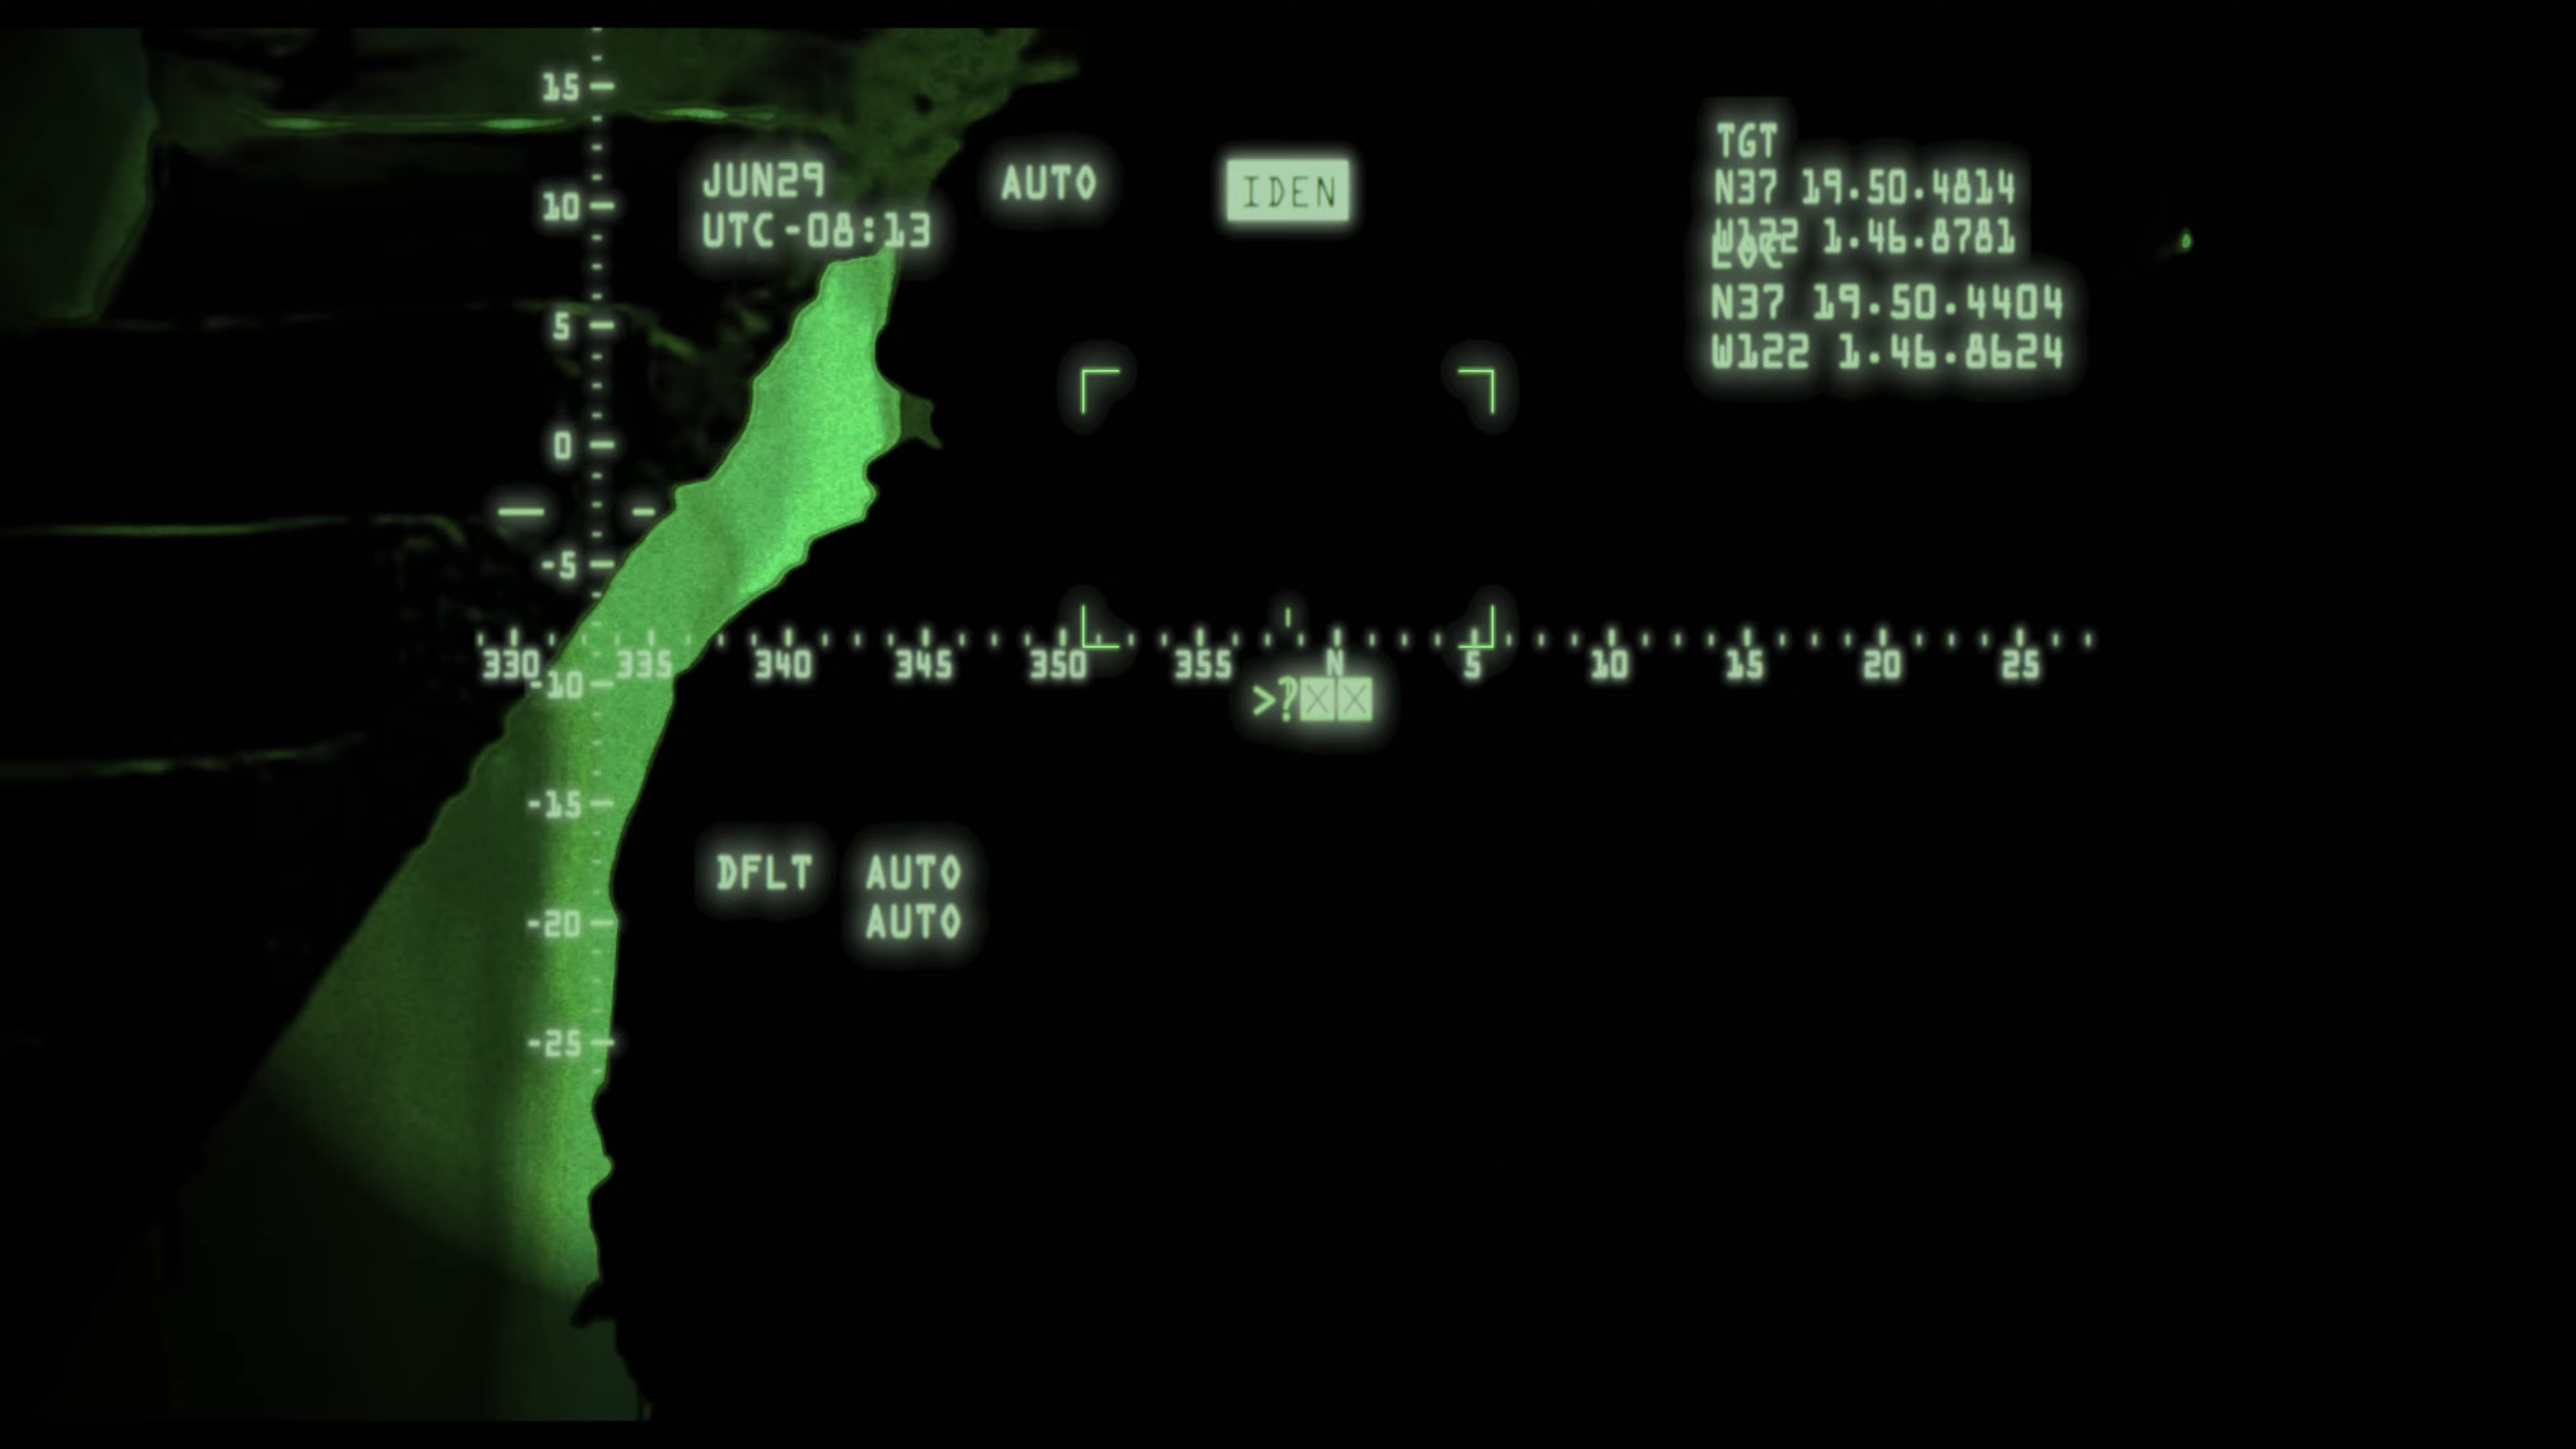 15
10
5
0
-5
-10
-15
-20
-25
JUN29
UTC-08:13
AUTO
IDEN
TGT
N37 19.50.4814
W122 1.46.8781
LOC
N37 19.50.4404
W122 1.46.8624
330 335 340 345 350 355 N 5 10 15 20 25
>?
DFLT AUTO
AUTO